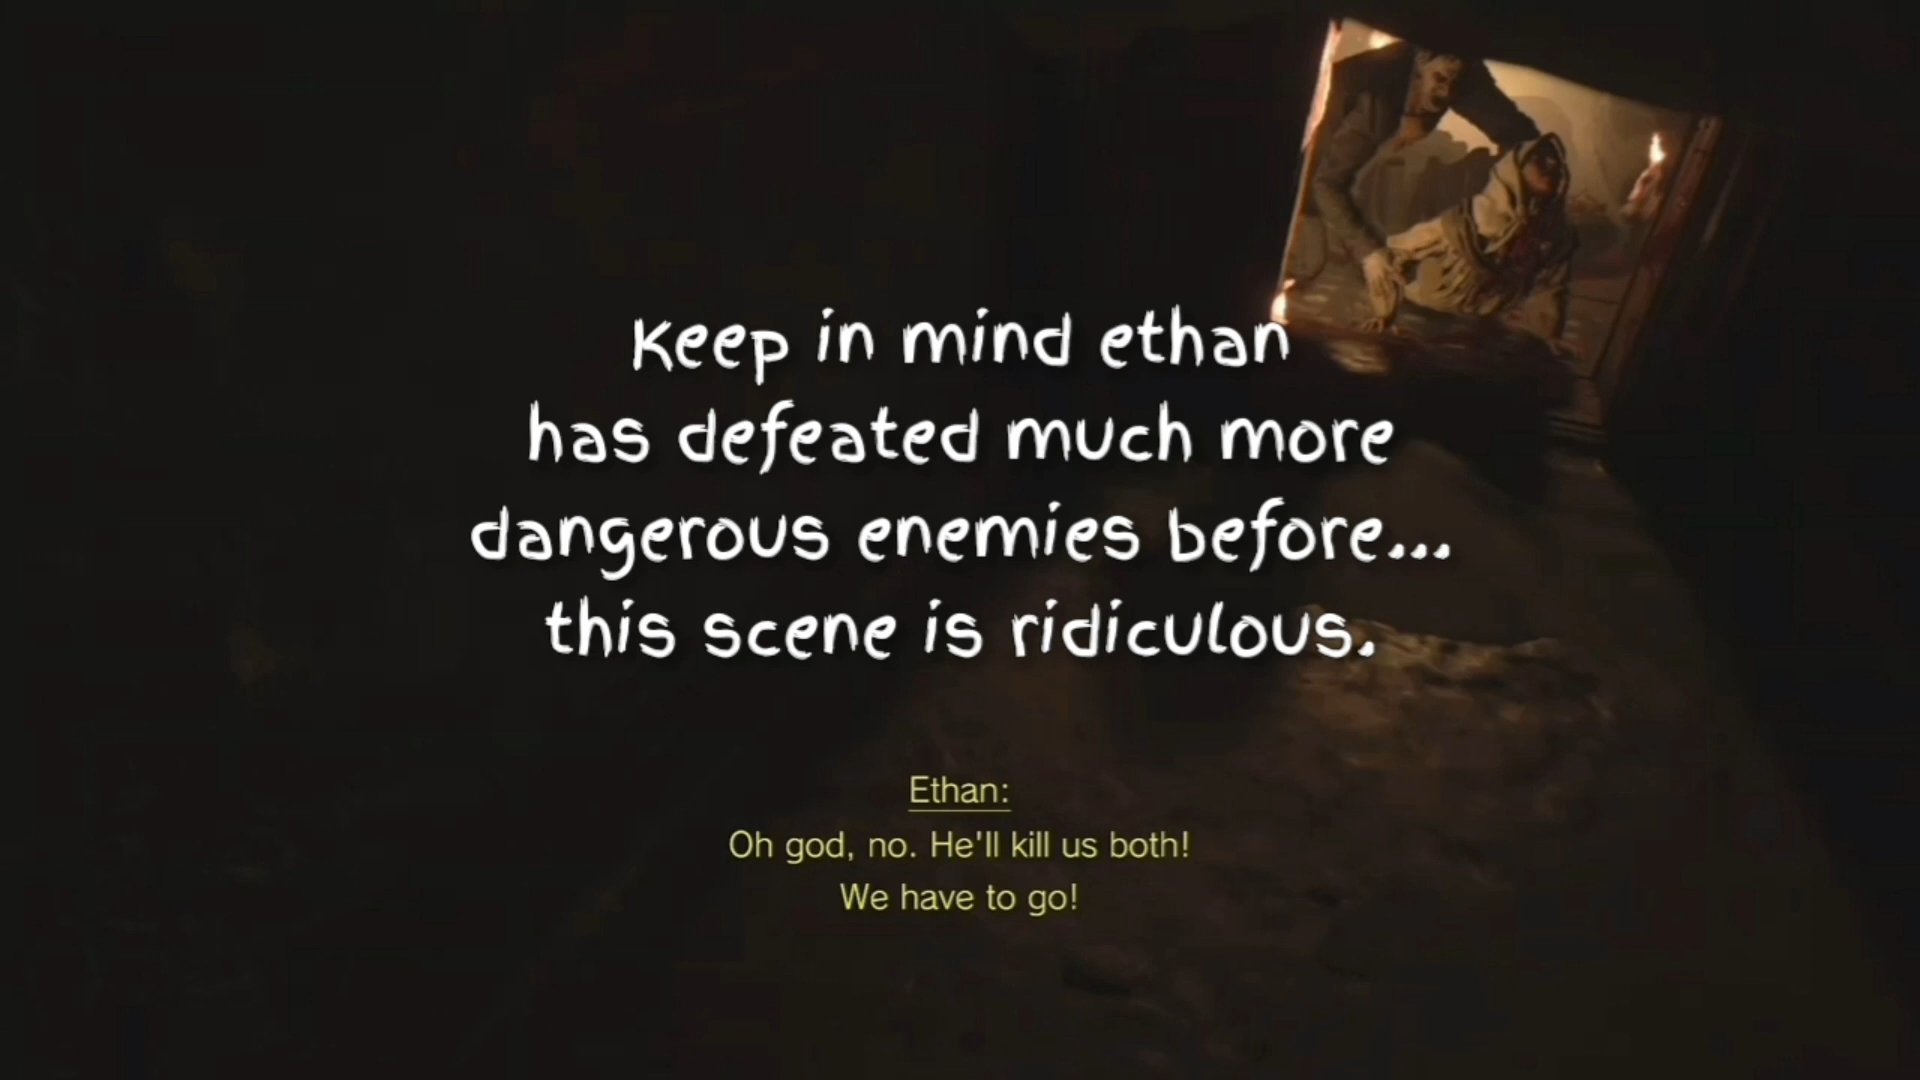 Keep in mind ethan
has defeated much more
dangerous enemies before...
this scene is ridiculous.
Ethan:
Oh god, no. He'll kill us both!
We have to go!